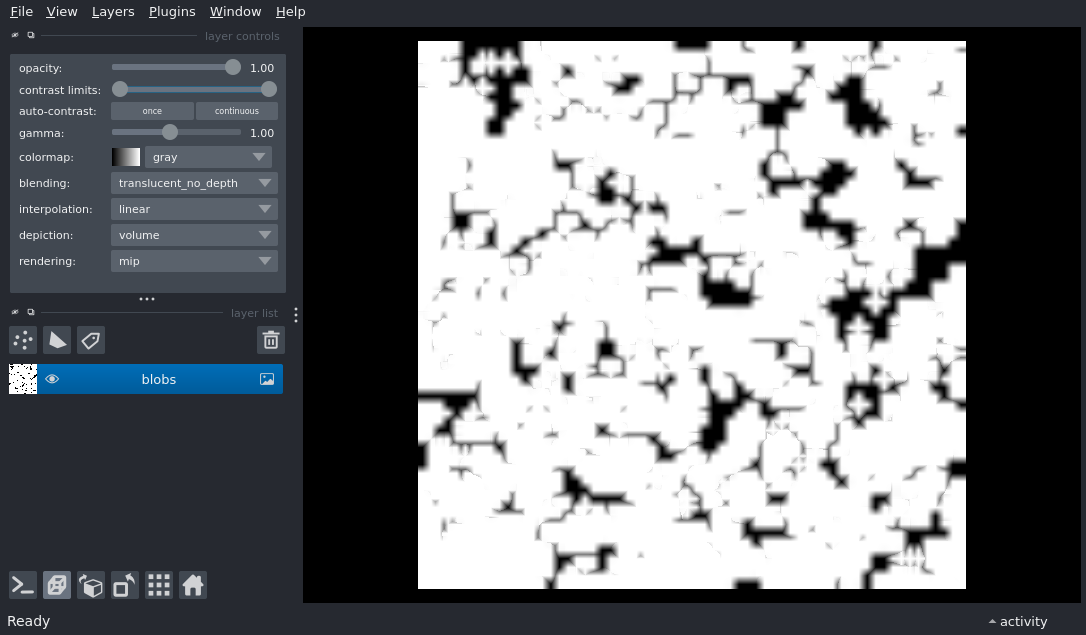 File View Layers Plugins Window Help
layer controls
opacity: 1.00
contrast limits:
auto-contrast: once continuous
gamma: 1.00
colormap: gray
blending: translucent_no_depth
interpolation: linear
depiction: volume
rendering: mip
layer list
blobs
Ready activity